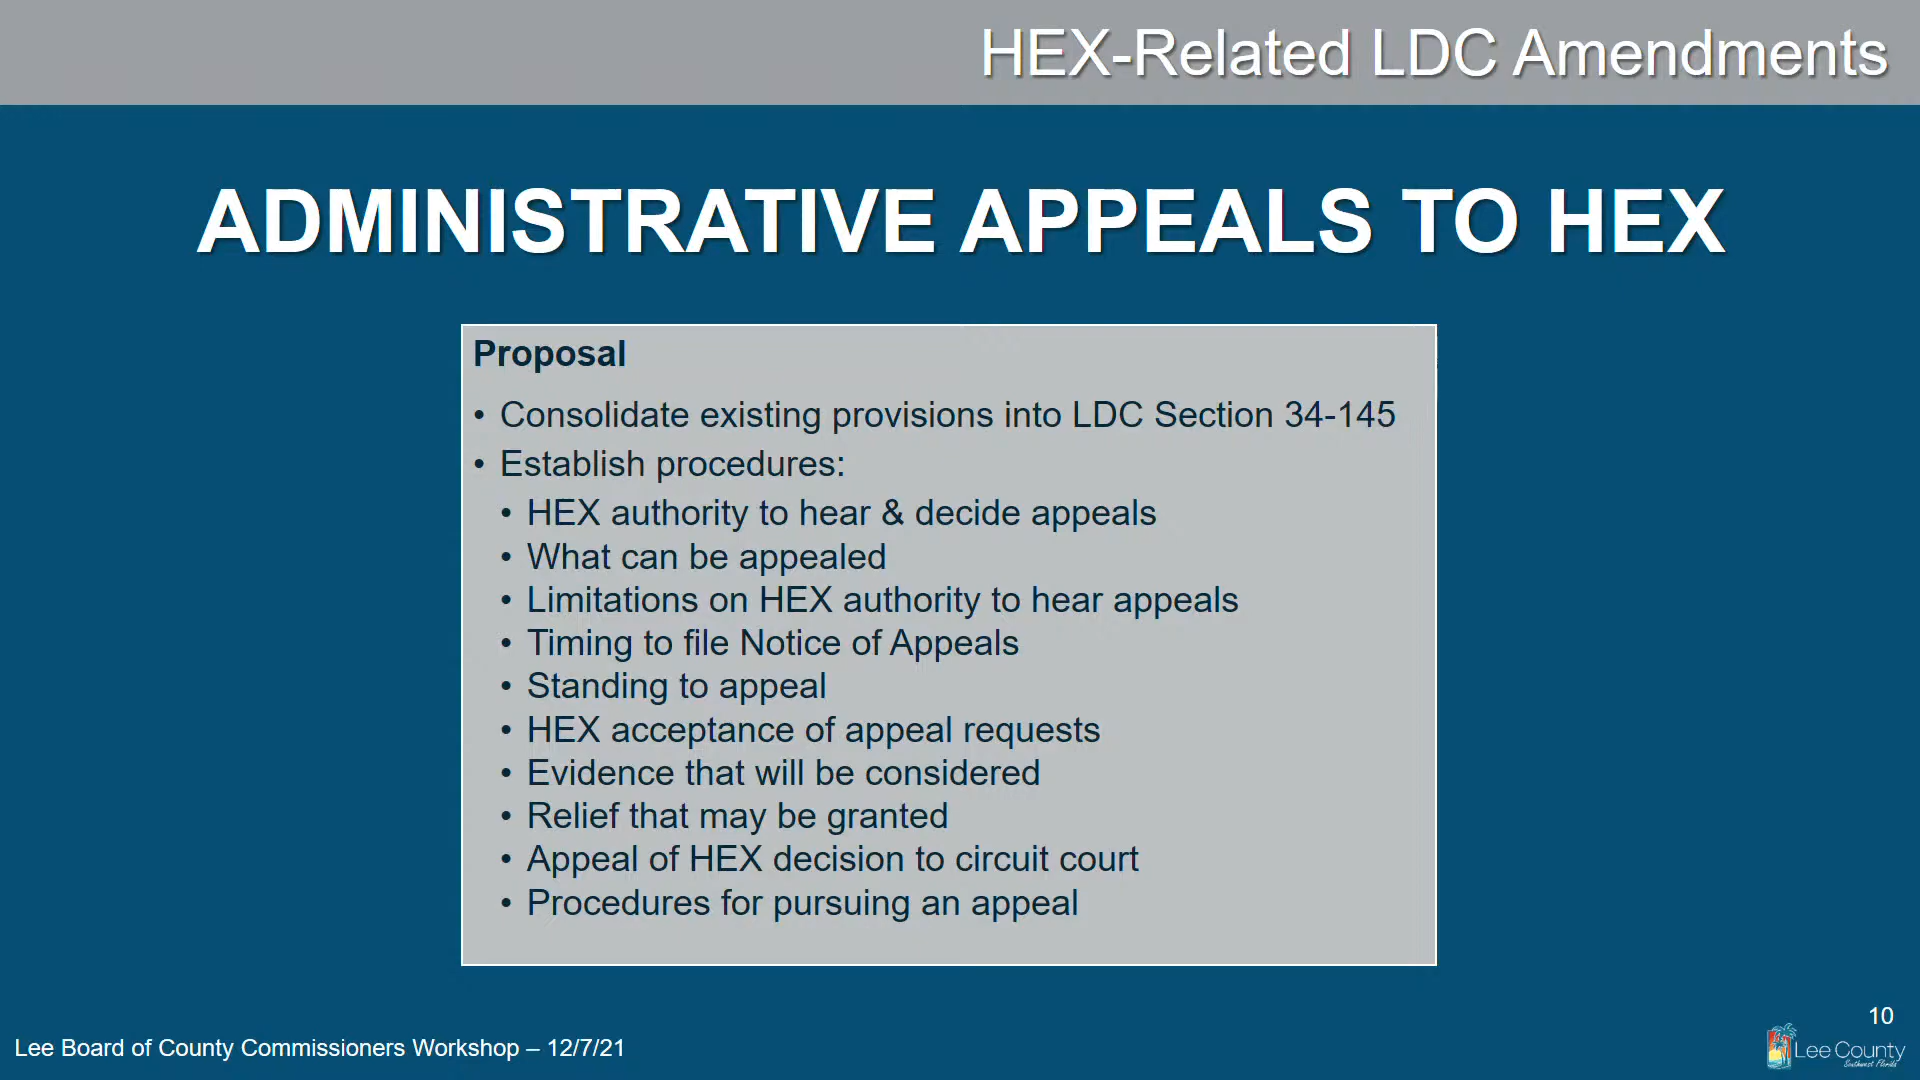 HEX-Related LDC Amendments
ADMINISTRATIVE APPEALS TO HEX
Proposal
• Consolidate existing provisions into LDC Section 34-145
• Establish procedures:
• HEX authority to hear & decide appeals
• What can be appealed
• Limitations on HEX authority to hear appeals
• Timing to file Notice of Appeals
• Standing to appeal
• HEX acceptance of appeal requests
• Evidence that will be considered
• Relief that may be granted
• Appeal of HEX decision to circuit court
• Procedures for pursuing an appeal
10
Lee Board of County Commissioners Workshop – 12/7/21
Lee County
Southwest Florida